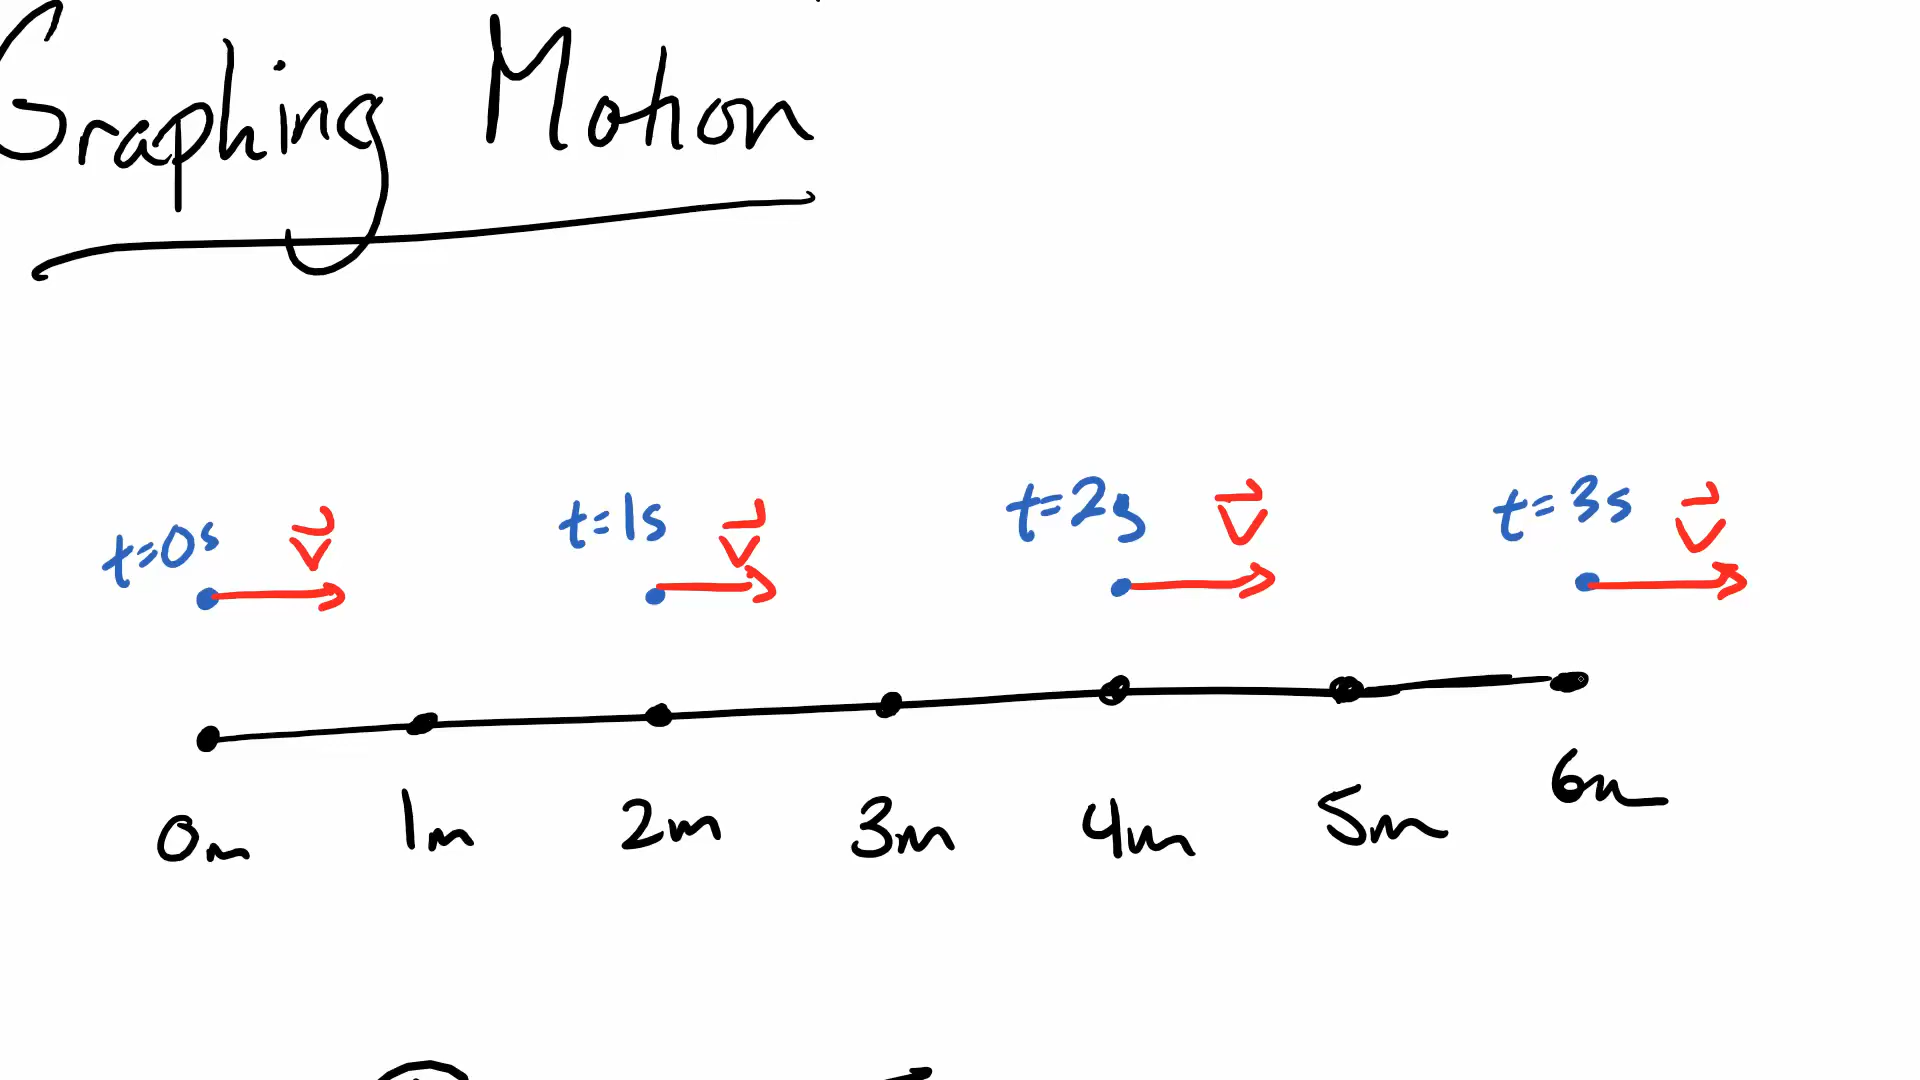 Graphing Motion
t=0s v t=1s v t=2s v t=3s v
0m 1m 2m 3m 4m 5m 6m